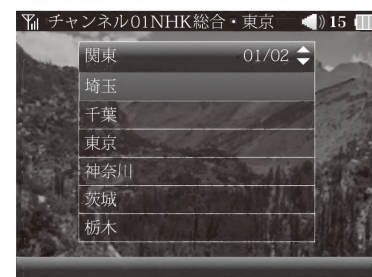 チャンネル01NHK総合・東京 15
関東 01/02
埼玉
千葉
東京
神奈川
茨城
栃木